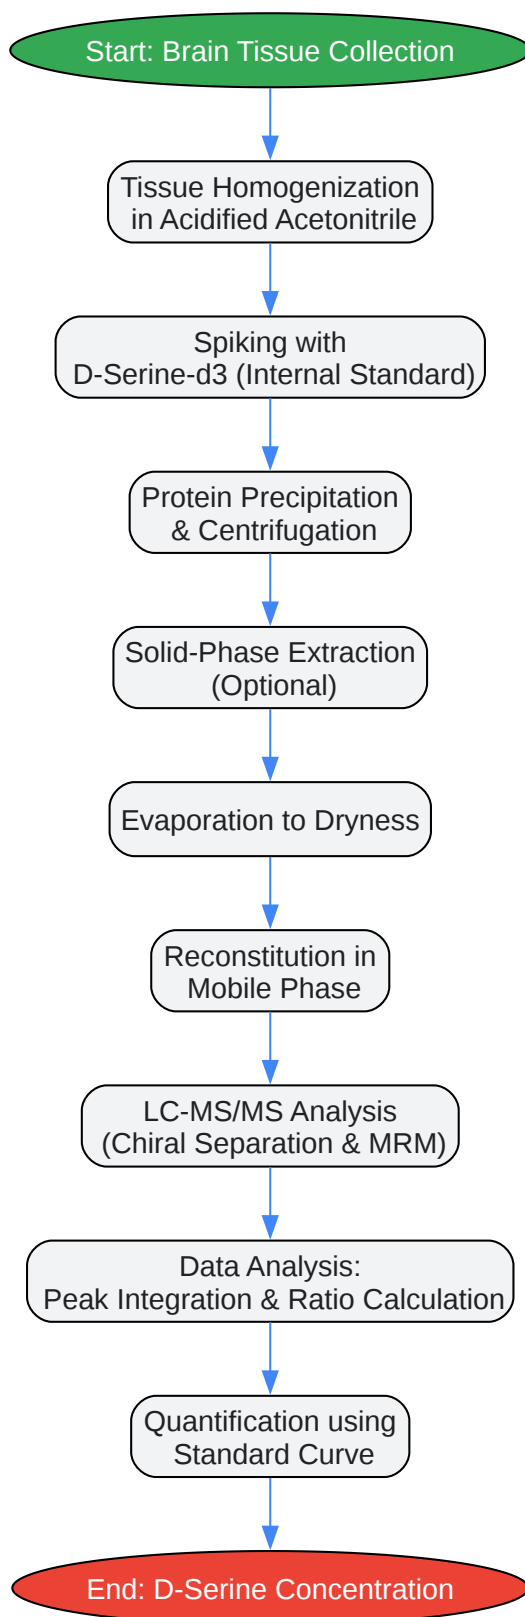 Start: Brain Tissue Collection
Tissue Homogenization
in Acidified Acetonitrile
Spiking with
D-Serine-d3 (Internal Standard)
Protein Precipitation
& Centrifugation
Solid-Phase Extraction
(Optional)
Evaporation to Dryness
Reconstitution in
Mobile Phase
LC-MS/MS Analysis
(Chiral Separation & MRM)
Data Analysis:
Peak Integration & Ratio Calculation
Quantification using
Standard Curve
End: D-Serine Concentration